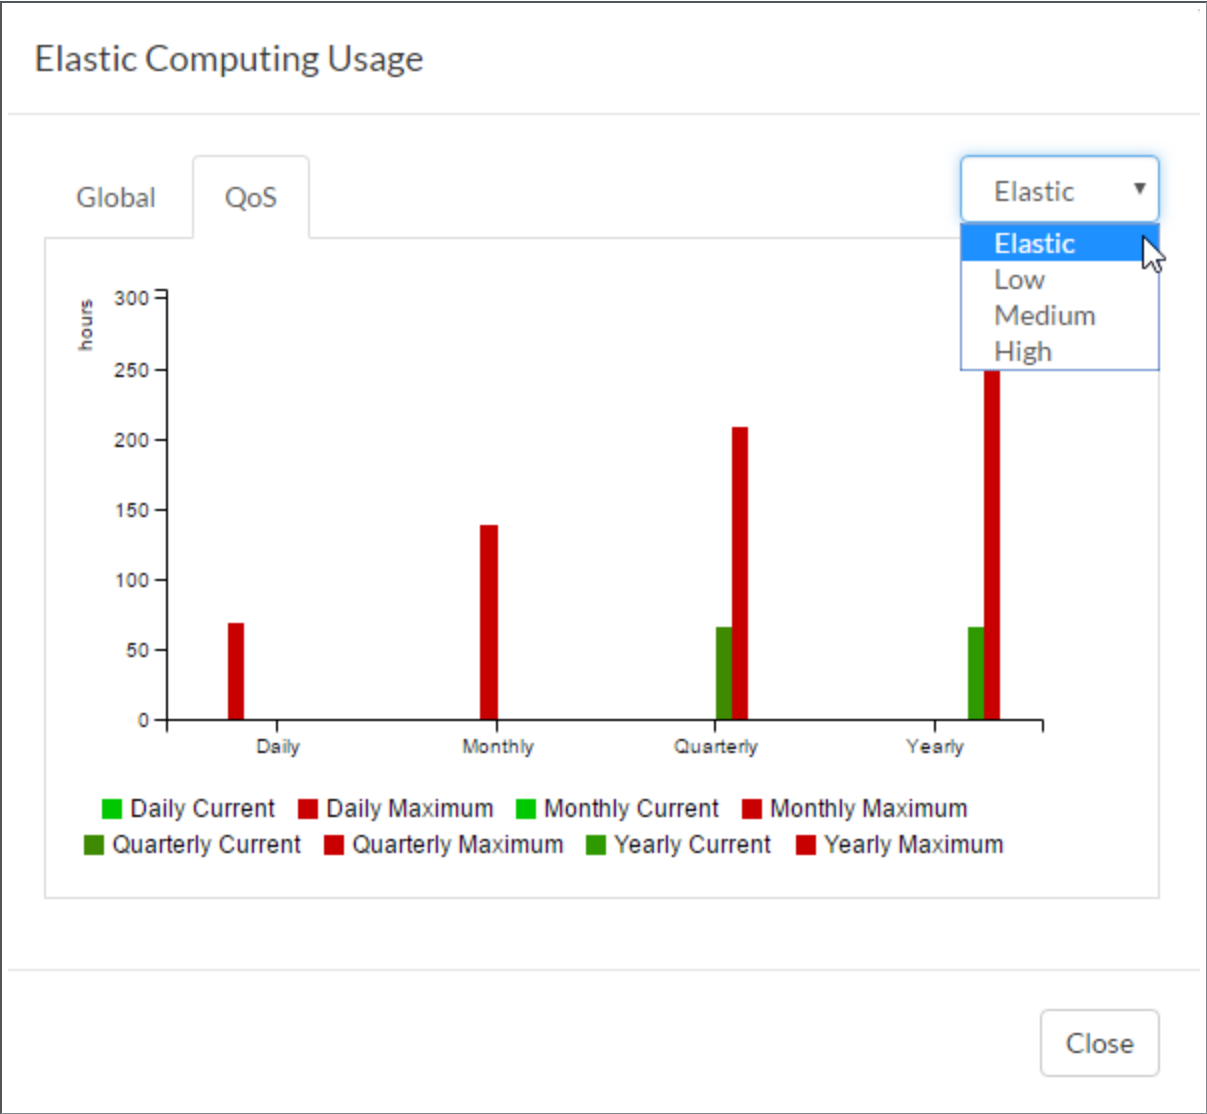 Elastic Computing Usage
Global QoS Elastic
Elastic
Low
Medium
High
hours
300
250
200
150
100
50
0
Daily Monthly Quarterly Yearly
Daily Current Daily Maximum Monthly Current Monthly Maximum
Quarterly Current Quarterly Maximum Yearly Current Yearly Maximum
Close